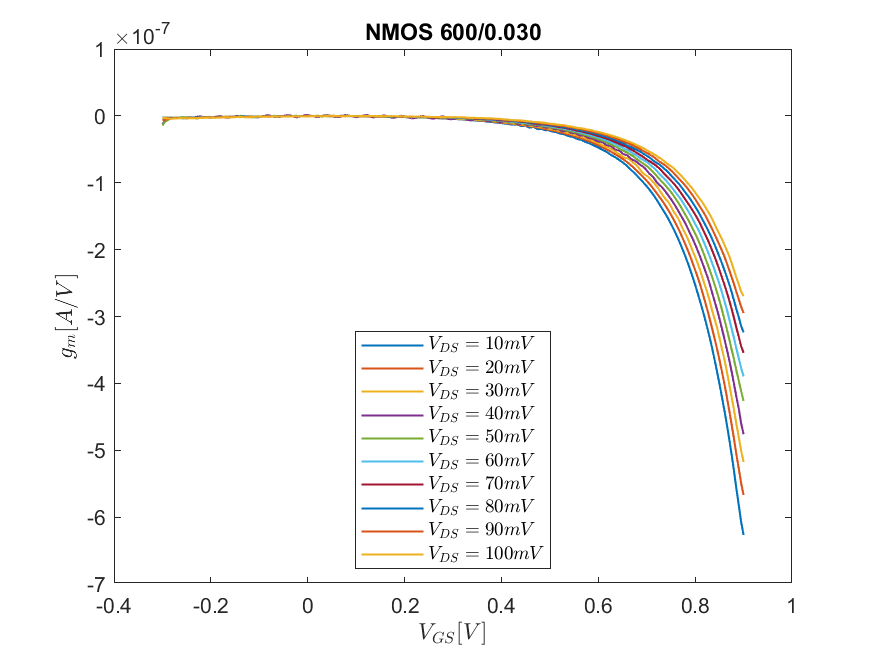 NMOS 600/0.030
×10-7
1
0
-1
-2
-3
-4
-5
-6
-7
g_m[A/V]
V_DS = 10mV
V_DS = 20mV
V_DS = 30mV
V_DS = 40mV
V_DS = 50mV
V_DS = 60mV
V_DS = 70mV
V_DS = 80mV
V_DS = 90mV
V_DS = 100mV
-0.4 -0.2 0 0.2 0.4 0.6 0.8 1
V_GS[V]